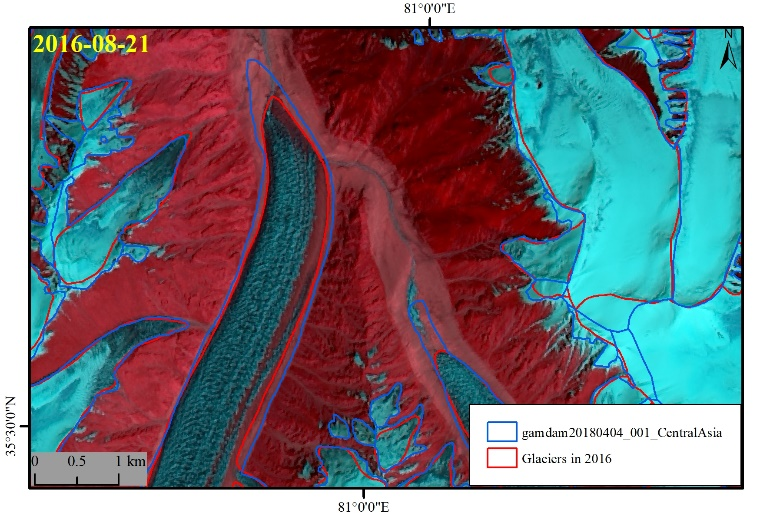 81°0'0"E
2016-08-21
N
35°30'0"N
gamdam20180404_001_CentralAsia
Glaciers in 2016
0 0.5 1 km
81°0'0"E